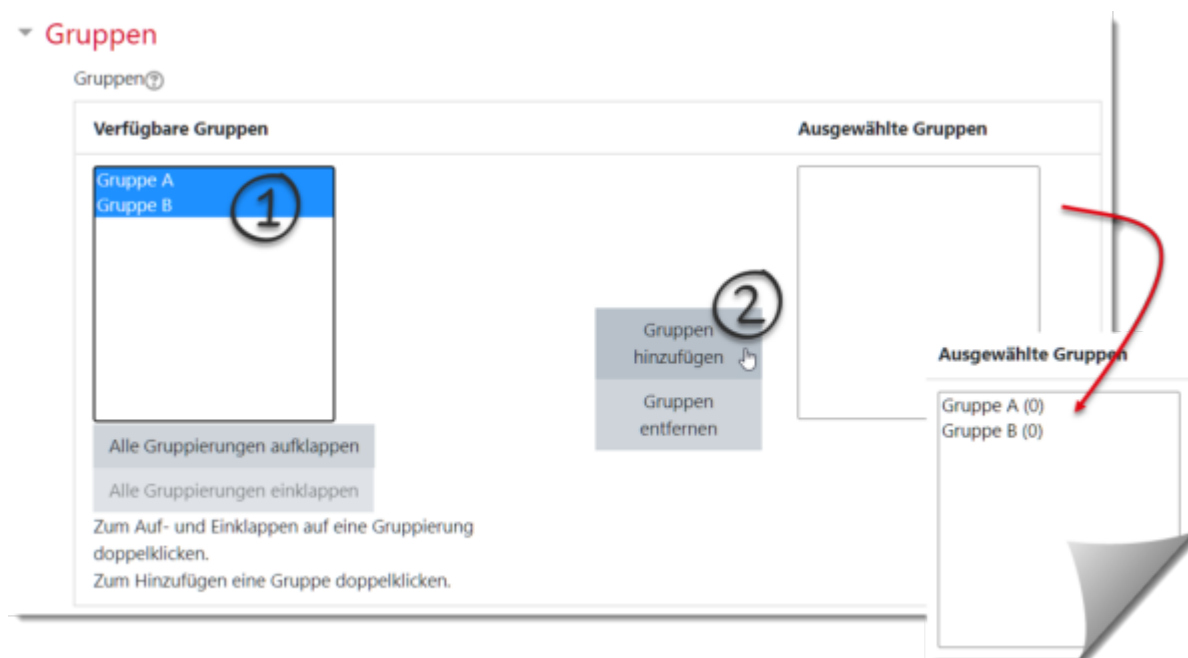 Gruppen
Gruppen?
Verfügbare Gruppen
Ausgewählte Gruppen
Gruppe A
Gruppe B
1
2
Gruppen
hinzufügen
Gruppen
entfernen
Ausgewählte Gruppen
Gruppe A (0)
Gruppe B (0)
Alle Gruppierungen aufklappen
Alle Gruppierungen einklappen
Zum Auf- und Einklappen auf eine Gruppierung
doppelklicken.
Zum Hinzufügen eine Gruppe doppelklicken.